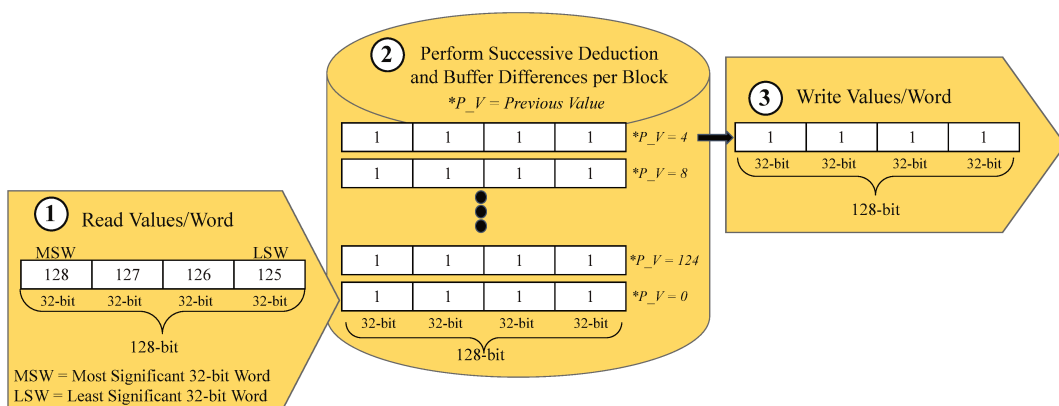 1 Read Values/Word
MSW LSW
128 127 126 125
32-bit 32-bit 32-bit 32-bit
128-bit
MSW = Most Significant 32-bit Word
LSW = Least Significant 32-bit Word
2 Perform Successive Deduction
and Buffer Differences per Block
*P_V = Previous Value
1 1 1 1 *P_V = 4
1 1 1 1 *P_V = 8
1 1 1 1 *P_V = 124
1 1 1 1 *P_V = 0
32-bit 32-bit 32-bit 32-bit
128-bit
3 Write Values/Word
1 1 1 1
32-bit 32-bit 32-bit 32-bit
128-bit